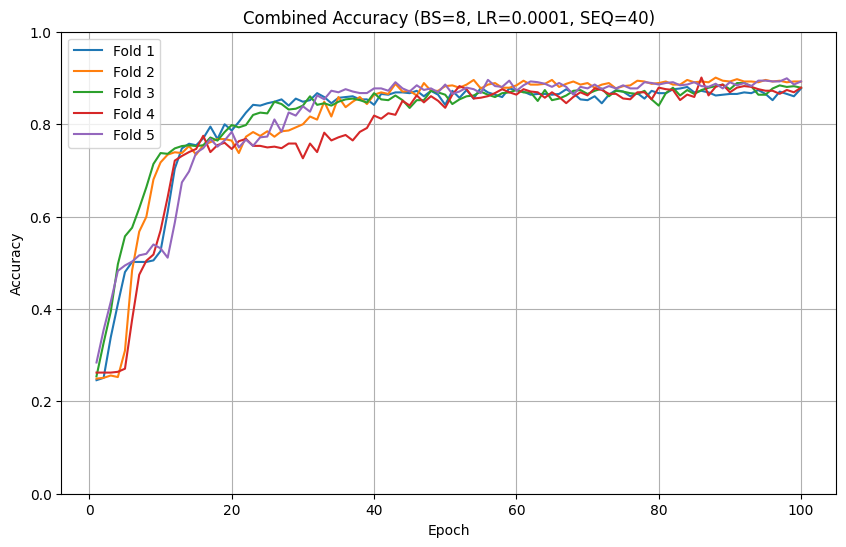 Combined Accuracy (BS=8, LR=0.0001, SEQ=40)
Fold 1
Fold 2
Fold 3
Fold 4
Fold 5
Accuracy
1.0
0.8
0.6
0.4
0.2
0.0
0 20 40 60 80 100
Epoch